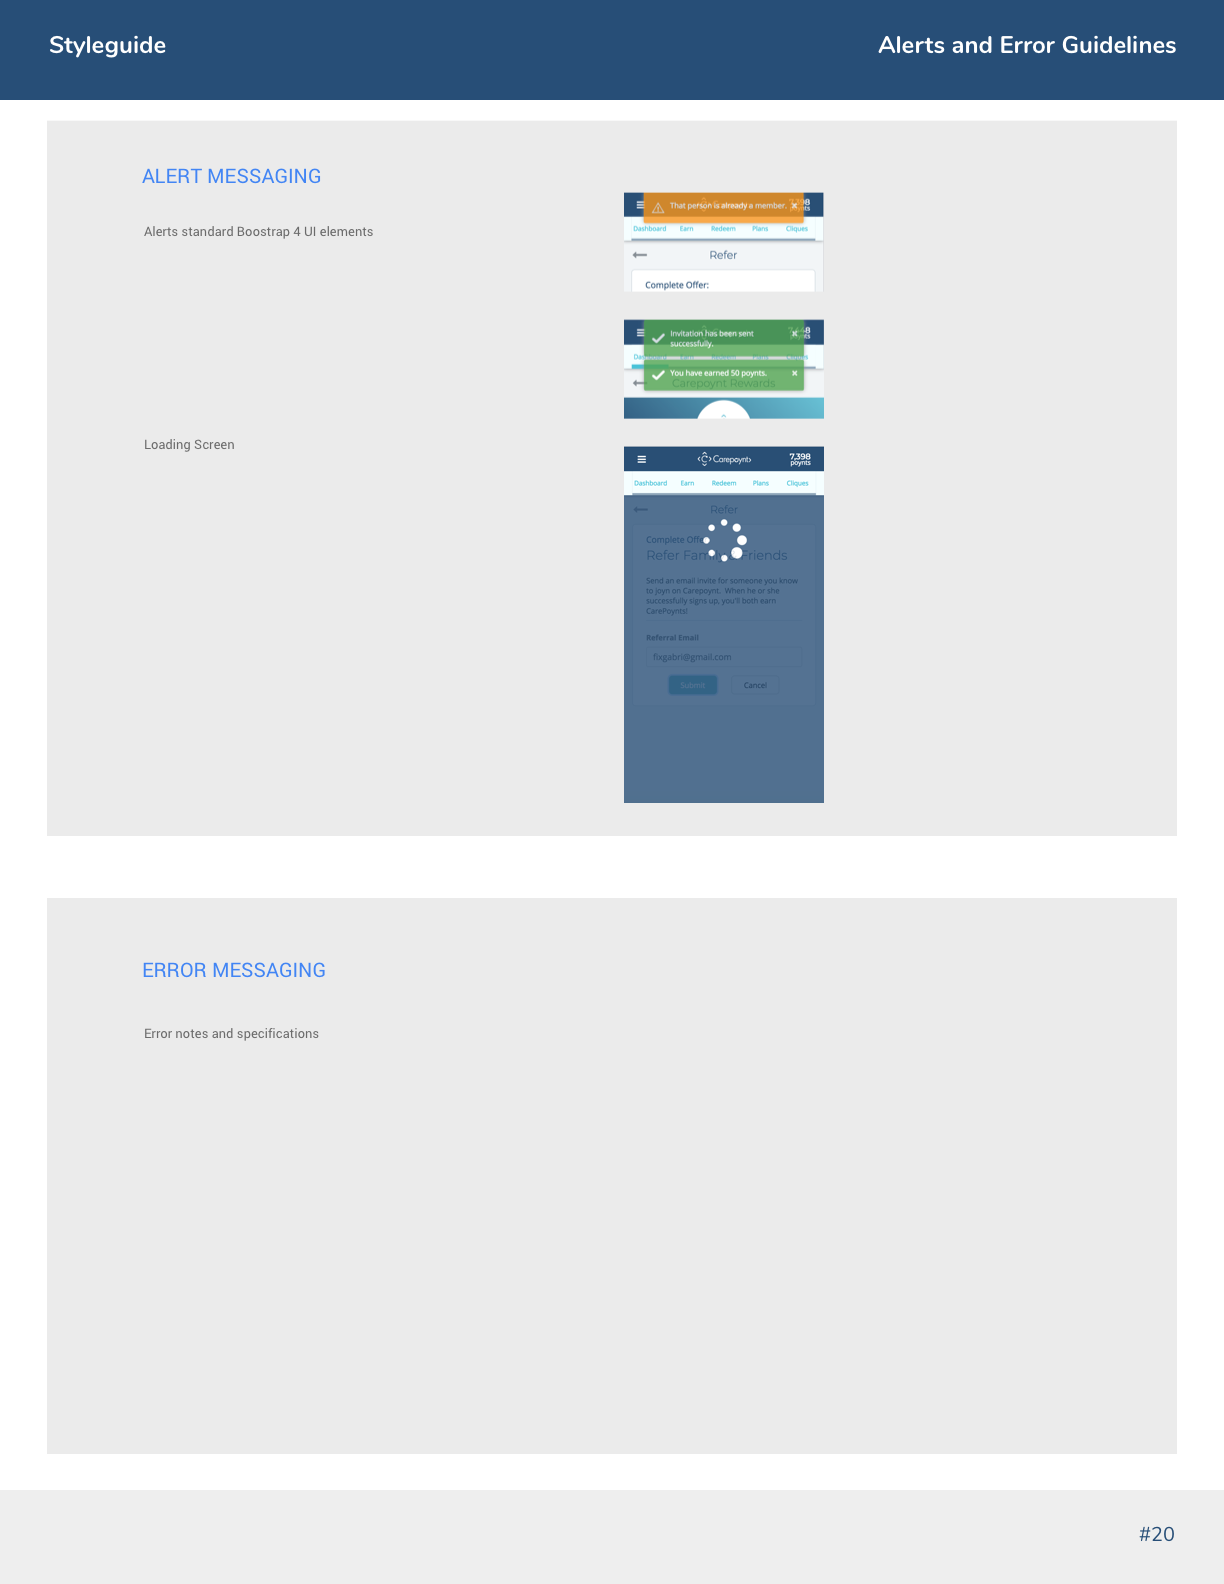 Styleguide
Alerts and Error Guidelines
ALERT MESSAGING
Alerts standard Boostrap 4 UI elements
That person is already a member. ×
Dashboard Earn Redeem Plans Cliques
Refer
Complete Offer:
Invitation has been sent ×
successfully.
You have earned 50 poynts. ×
Carepoynt Rewards
Loading Screen
Carepoynt 7,398
poynts
Dashboard Earn Redeem Plans Cliques
Refer
Complete
Refer Friends
Send an email invite for someone you know
to joyn on Carepoynt. When he or she
successfully signs up, you'll both earn
CarePoynts!
Referral Email
fixgabri@gmail.com
Submit Cancel
ERROR MESSAGING
Error notes and specifications
#20